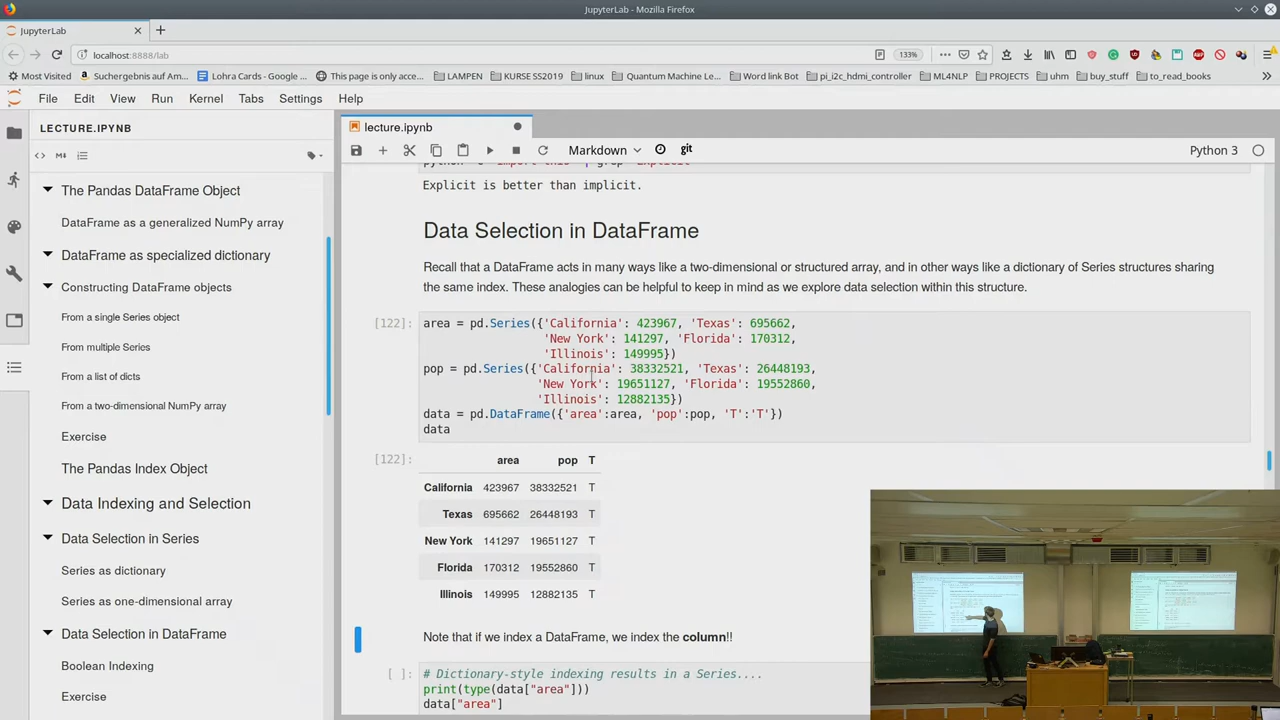 JupyterLab - Mozilla Firefox
JupyterLab
localhost:8888/lab
133%
Most Visited
Suchergebnis auf Am...
Lohra Cards - Google ...
This page is only acce...
LAMPEN
KURSE SS2019
linux
Quantum Machine Le...
Word link Bot
pi_i2c_hdmi_controller
ML4NLP
PROJECTS
uhm
buy_stuff
to_read_books
File Edit View Run Kernel Tabs Settings Help
LECTURE.IPYNB
The Pandas DataFrame Object
DataFrame as a generalized NumPy array
DataFrame as specialized dictionary
Constructing DataFrame objects
From a single Series object
From multiple Series
From a list of dicts
From a two-dimensional NumPy array
Exercise
The Pandas Index Object
Data Indexing and Selection
Data Selection in Series
Series as dictionary
Series as one-dimensional array
Data Selection in DataFrame
Boolean Indexing
Exercise
lecture.ipynb
Markdown
git
Python 3
Explicit is better than implicit.
Data Selection in DataFrame
Recall that a DataFrame acts in many ways like a two-dimensional or structured array, and in other ways like a dictionary of Series structures sharing
the same index. These analogies can be helpful to keep in mind as we explore data selection within this structure.
[122]: area = pd.Series({'California': 423967, 'Texas': 695662,
'New York': 141297, 'Florida': 170312,
'Illinois': 149995})
pop = pd.Series({'California': 38332521, 'Texas': 26448193,
'New York': 19651127, 'Florida': 19552860,
'Illinois': 12882135})
data = pd.DataFrame({'area':area, 'pop':pop, 'T':'T'})
data
[122]: area pop T
California 423967 38332521 T
Texas 695662 26448193 T
New York 141297 19651127 T
Florida 170312 19552860 T
Illinois 149995 12882135 T
Note that if we index a DataFrame, we index the column!!
[ ]: # Dictionary-style indexing results in a Series....
print(type(data["area"]))
data["area"]